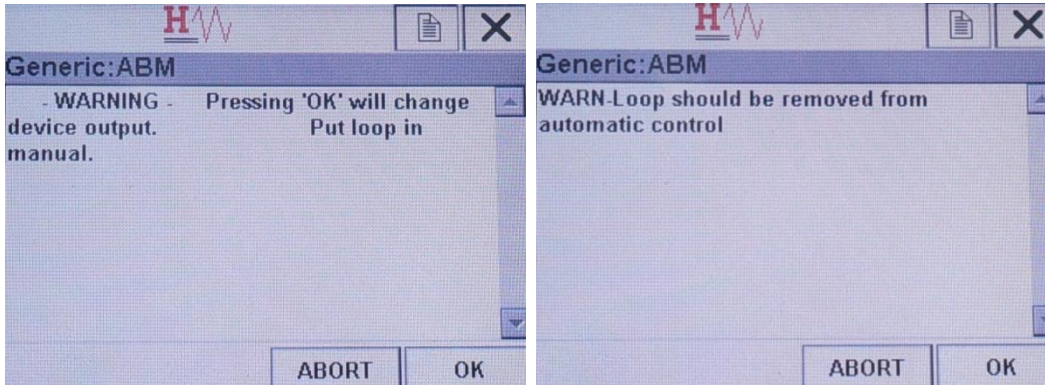 H
Generic:ABM
- WARNING - Pressing 'OK' will change
device output. Put loop in
manual.
ABORT OK
H
Generic:ABM
WARN-Loop should be removed from
automatic control
ABORT OK